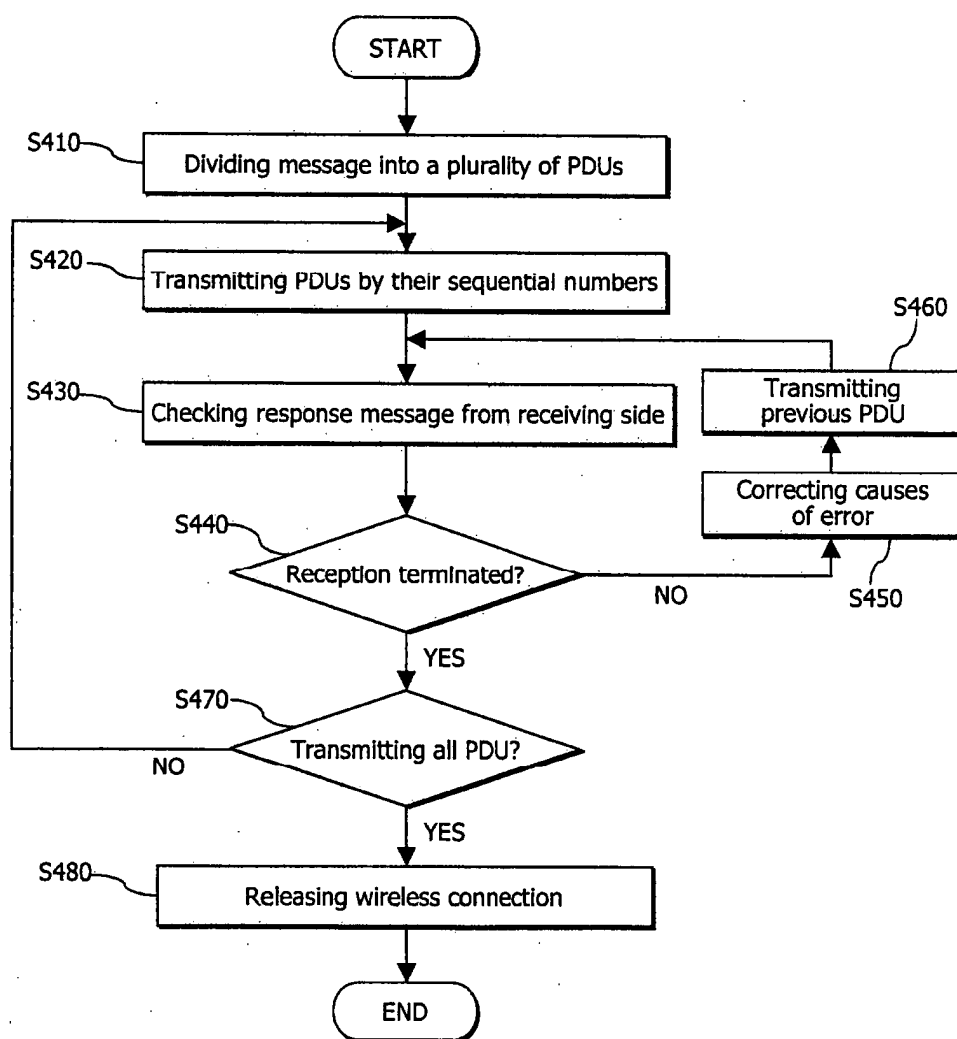 START
S410
Dividing message into a plurality of PDUs
S420
Transmitting PDUs by their sequential numbers
S460
Transmitting
previous PDU
S430
Checking response message from receiving side
Correcting causes
of error
S440
Reception terminated?
NO
S450
YES
S470
Transmitting all PDU?
NO
YES
S480
Releasing wireless connection
END